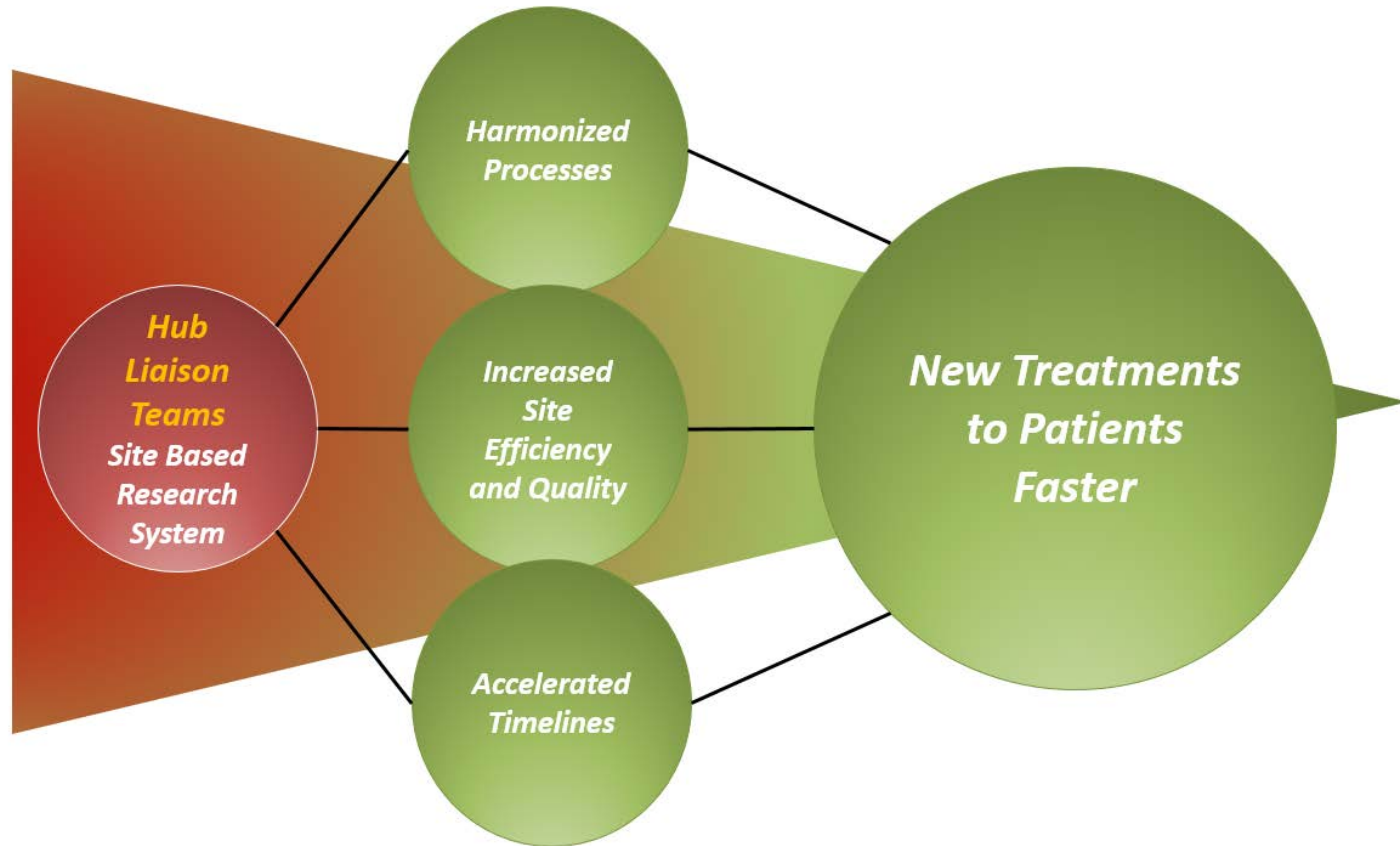 Hub
Liaison
Teams
Site Based
Research
System
Harmonized
Processes
Increased
Site
Efficiency
and Quality
Accelerated
Timelines
New Treatments
to Patients
Faster